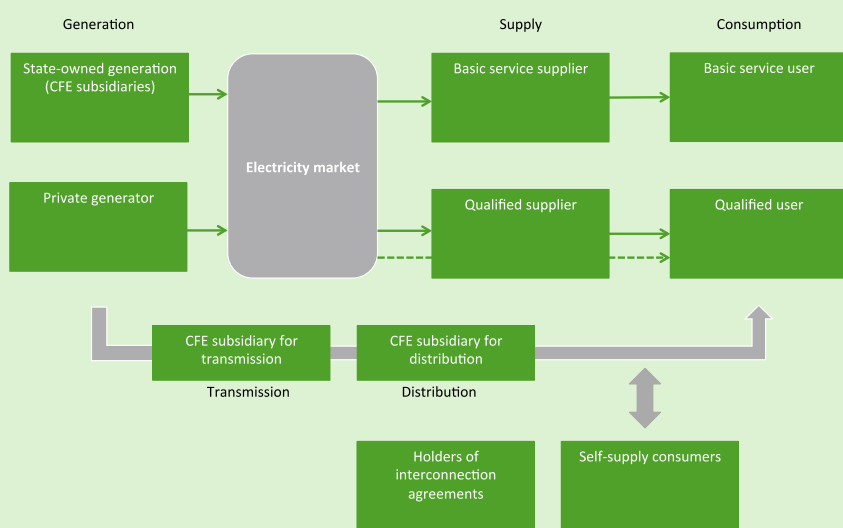 Generation
Supply
Consumption
State-owned generation
(CFE subsidiaries)
Basic service supplier
Basic service user
Electricity market
Private generator
Qualified supplier
Qualified user
CFE subsidiary for
transmission
CFE subsidiary for
distribution
Transmission
Distribution
Holders of
interconnection
agreements
Self-supply consumers